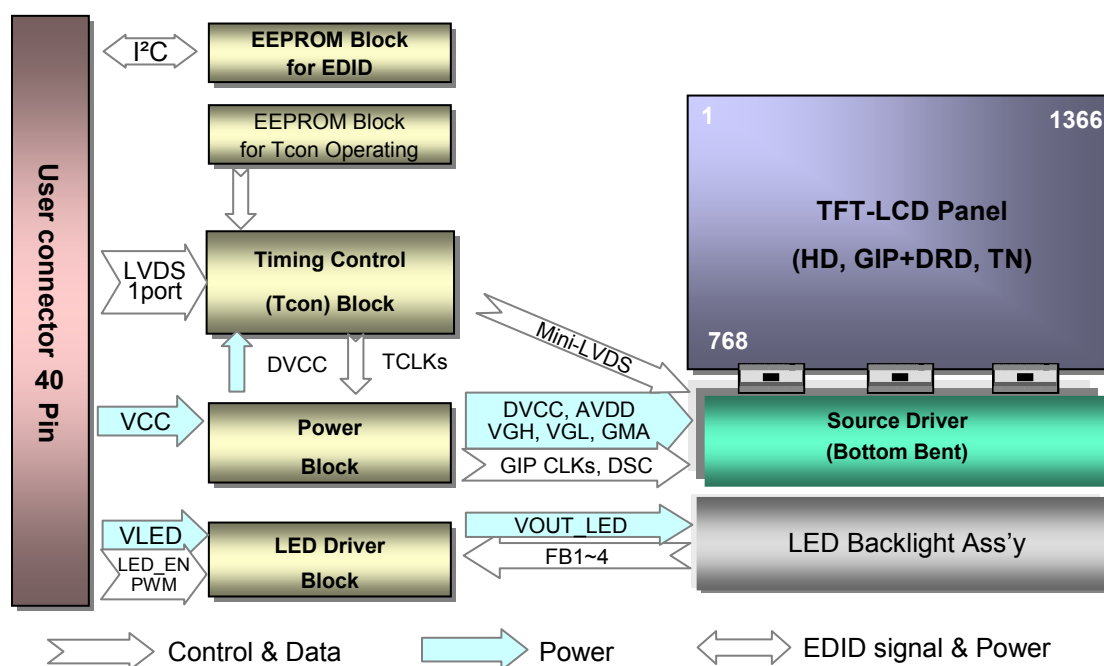 User connector 40 Pin
I²C
EEPROM Block
for EDID
EEPROM Block
for Tcon Operating
LVDS
1port
Timing Control
(Tcon) Block
DVCC
TCLKs
Mini-LVDS
1
1366
TFT-LCD Panel
(HD, GIP+DRD, TN)
768
VCC
Power
Block
DVCC, AVDD
VGH, VGL, GMA
GIP CLKs, DSC
Source Driver
(Bottom Bent)
VLED
LED_EN
PWM
LED Driver
Block
VOUT_LED
FB1~4
LED Backlight Ass'y
Control & Data
Power
EDID signal & Power